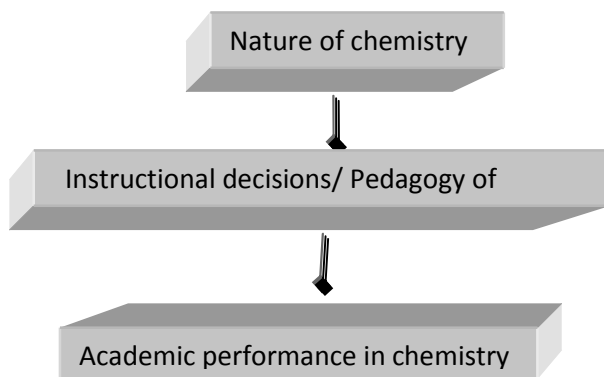 Nature of chemistry
Instructional decisions/ Pedagogy of
Academic performance in chemistry